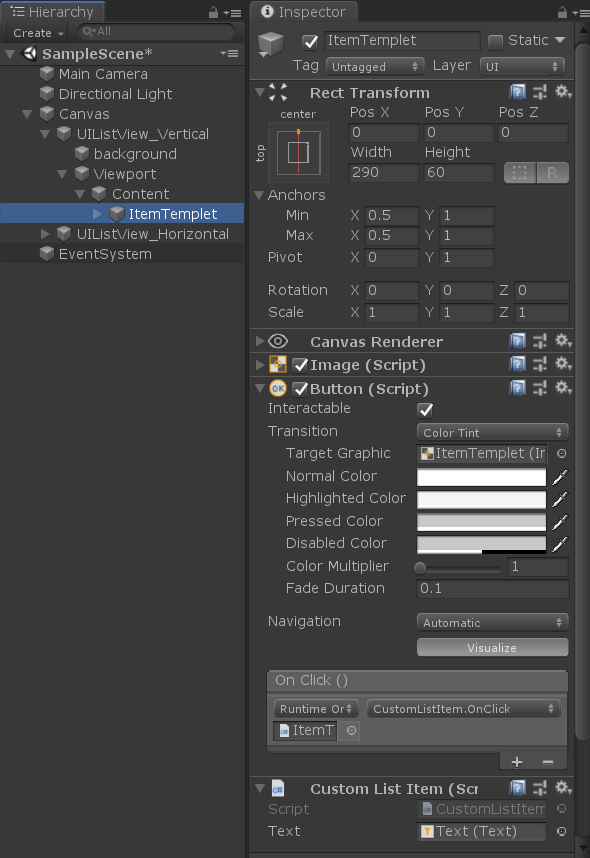 Hierarchy
Create
All
SampleScene*
Main Camera
Directional Light
Canvas
UIListView_Vertical
background
Viewport
Content
ItemTemplet
UIListView_Horizontal
EventSystem
Inspector
ItemTemplet
Static
Tag Untagged Layer UI
Rect Transform
center
top
Pos X Pos Y Pos Z
0 0 0
Width Height
290 60
R
Anchors
Min X 0.5 Y 1
Max X 0.5 Y 1
Pivot X 0 Y 1
Rotation X 0 Y 0 Z 0
Scale X 1 Y 1 Z 1
Canvas Renderer
Image (Script)
OK Button (Script)
Interactable
Transition Color Tint
Target Graphic ItemTemplet (Ir
Normal Color
Highlighted Color
Pressed Color
Disabled Color
Color Multiplier 1
Fade Duration 0.1
Navigation Automatic
Visualize
On Click ()
Runtime Or CustomListItem.OnClick
ItemT
Custom List Item (Scr
Script CustomListItem
Text Text (Text)